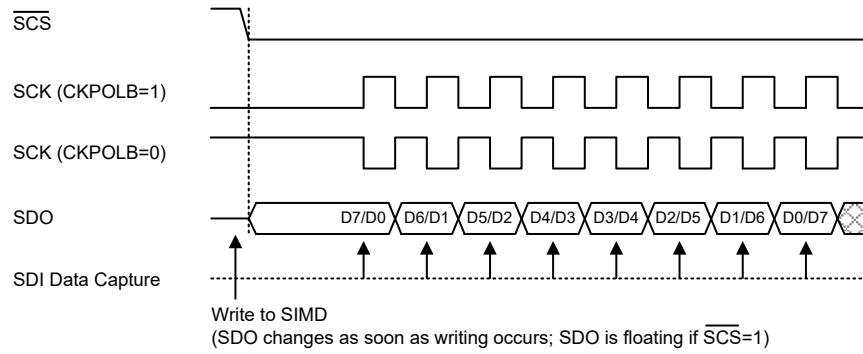 SCS
SCK (CKPOLB=1)
SCK (CKPOLB=0)
SDO D7/D0 D6/D1 D5/D2 D4/D3 D3/D4 D2/D5 D1/D6 D0/D7
SDI Data Capture
Write to SIMD
(SDO changes as soon as writing occurs; SDO is floating if SCS=1)